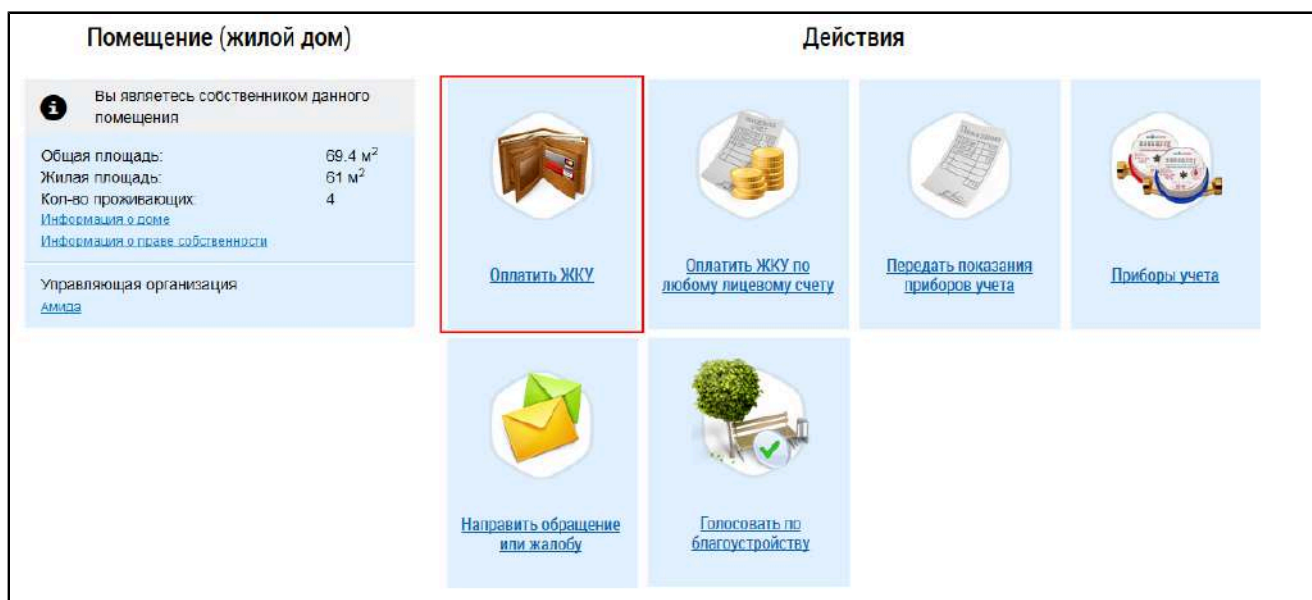 Помещение (жилой дом)
Действия
Вы являетесь собственником данного
помещения
Общая площадь: 69.4 м²
Жилая площадь: 61 м²
Кол-во проживающих: 4
Информация о доме
Информация о праве собственности
Управляющая организация
Амида
Оплатить ЖКУ
Оплатить ЖКУ по
любому лицевому счету
Передать показания
приборов учета
Приборы учета
Направить обращение
или жалобу
Голосовать по
благоустройству